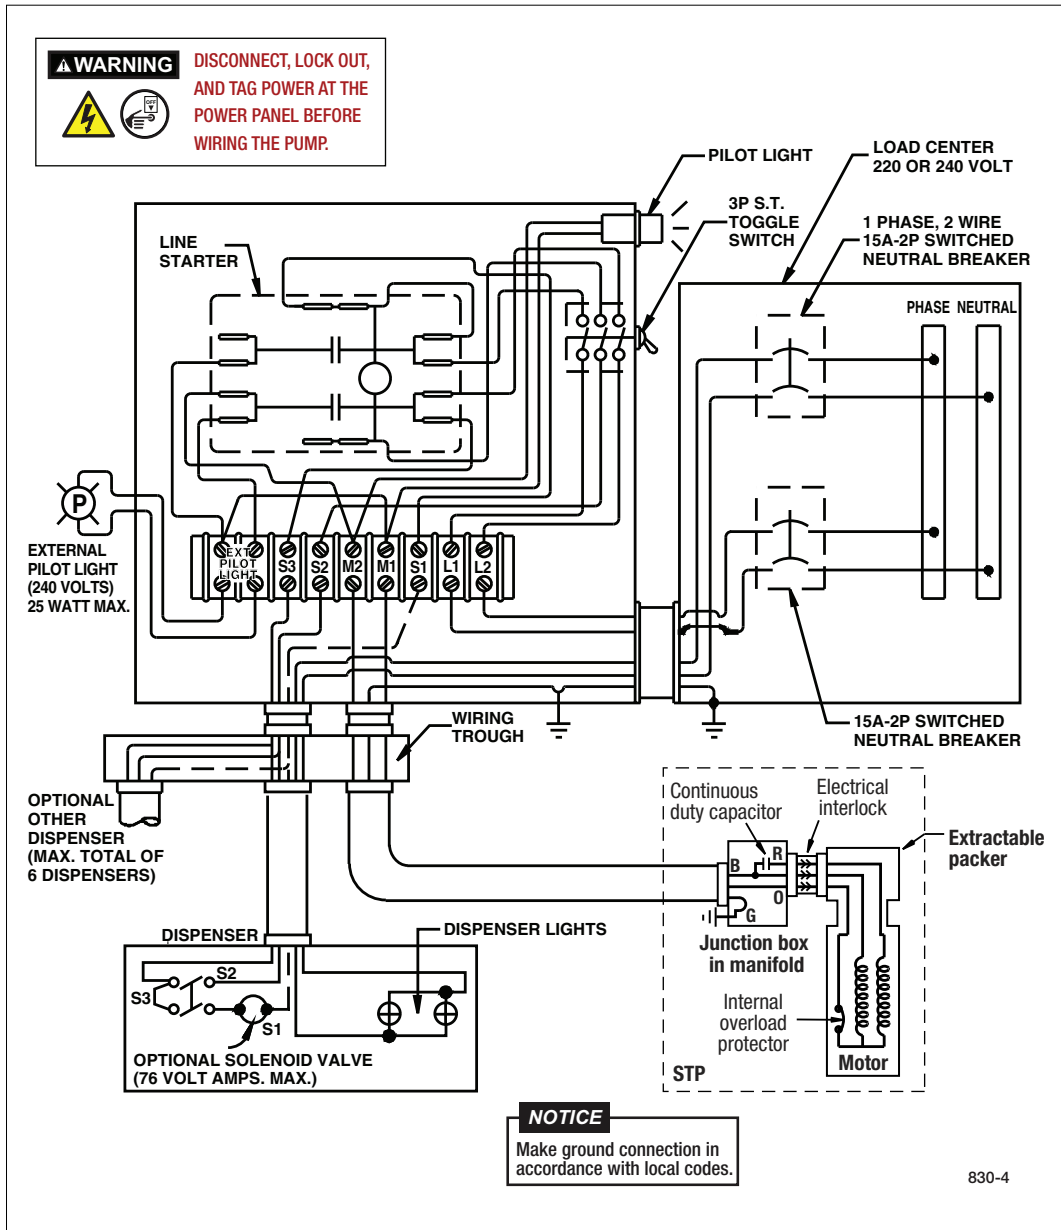 WARNING
DISCONNECT, LOCK OUT,
AND TAG POWER AT THE
POWER PANEL BEFORE
WIRING THE PUMP.
OFF
PILOT LIGHT
LOAD CENTER
220 OR 240 VOLT
3P S.T.
TOGGLE
SWITCH
1 PHASE, 2 WIRE
15A-2P SWITCHED
NEUTRAL BREAKER
LINE
STARTER
PHASE NEUTRAL
P
EXTERNAL
PILOT LIGHT
(240 VOLTS)
25 WATT MAX.
EXT
PILOT
LIGHT
S3
S2
M2
M1
S1
L1
L2
WIRING
TROUGH
15A-2P SWITCHED
NEUTRAL BREAKER
OPTIONAL
OTHER
DISPENSER
(MAX. TOTAL OF
6 DISPENSERS)
Continuous
duty capacitor
Electrical
interlock
Extractable
packer
B
R
O
G
Junction box
in manifold
Internal
overload
protector
Motor
STP
DISPENSER
DISPENSER LIGHTS
S2
S3
S1
OPTIONAL SOLENOID VALVE
(76 VOLT AMPS. MAX.)
NOTICE
Make ground connection in
accordance with local codes.
830-4